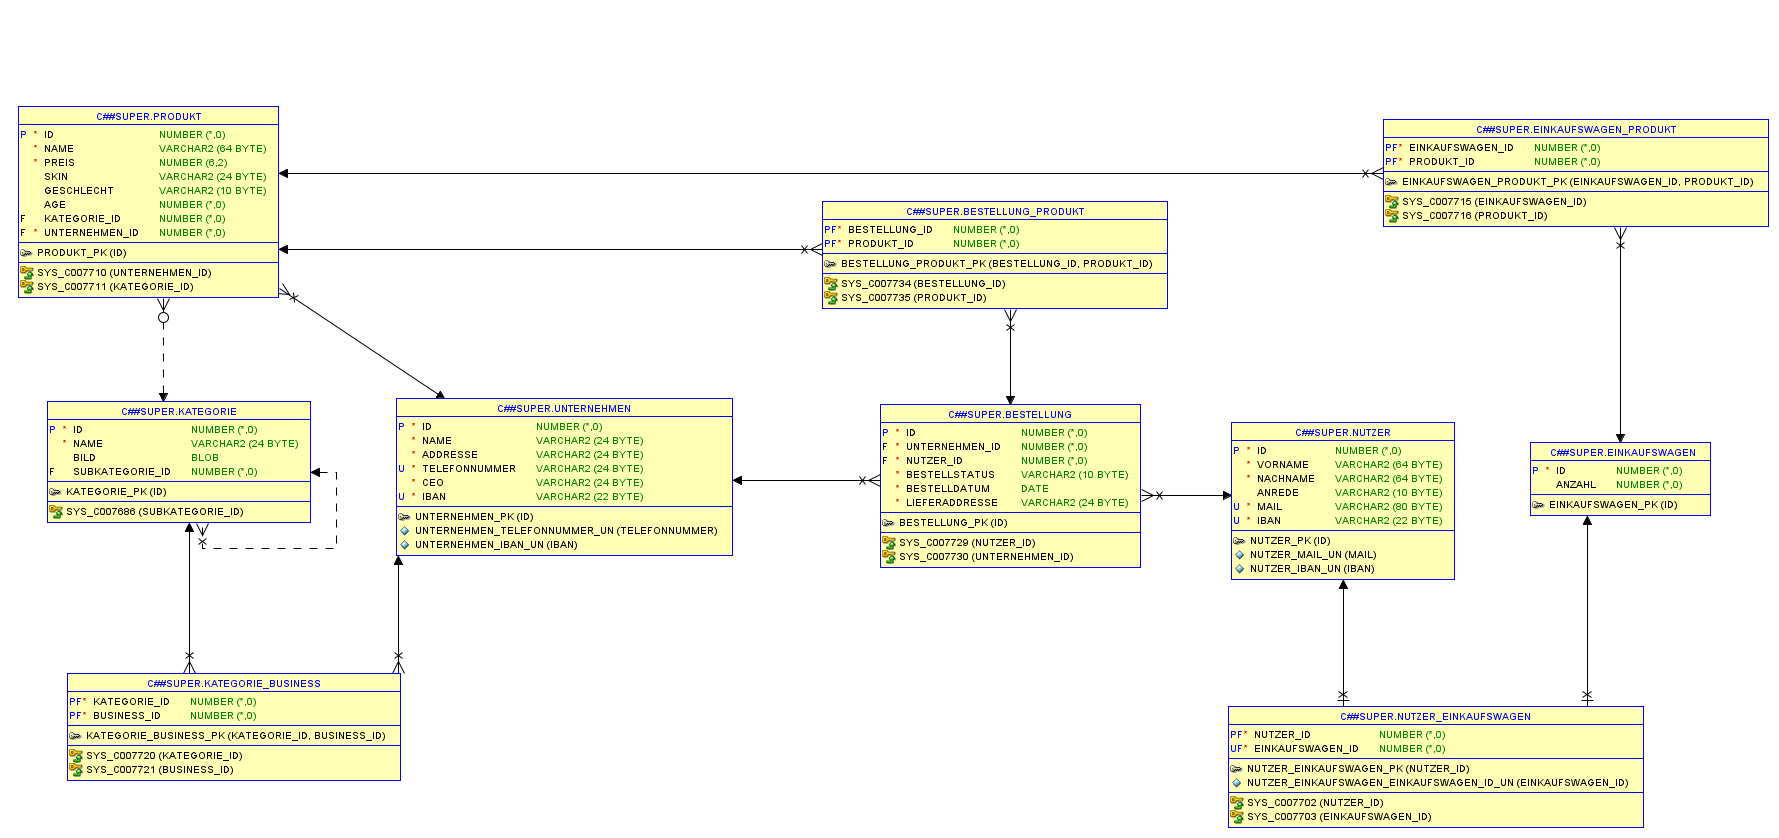 C##SUPER.PRODUKT
P * ID NUMBER (*,0)
* NAME VARCHAR2 (64 BYTE)
* PREIS NUMBER (6,2)
SKIN VARCHAR2 (24 BYTE)
GESCHLECHT VARCHAR2 (10 BYTE)
AGE NUMBER (*,0)
F KATEGORIE_ID NUMBER (*,0)
F * UNTERNEHMEN_ID NUMBER (*,0)
PRODUKT_PK (ID)
SYS_C007710 (UNTERNEHMEN_ID)
SYS_C007711 (KATEGORIE_ID)
C##SUPER.EINKAUFSWAGEN_PRODUKT
PF* EINKAUFSWAGEN_ID NUMBER (*,0)
PF* PRODUKT_ID NUMBER (*,0)
EINKAUFSWAGEN_PRODUKT_PK (EINKAUFSWAGEN_ID, PRODUKT_ID)
SYS_C007715 (EINKAUFSWAGEN_ID)
SYS_C007716 (PRODUKT_ID)
C##SUPER.BESTELLUNG_PRODUKT
PF* BESTELLUNG_ID NUMBER (*,0)
PF* PRODUKT_ID NUMBER (*,0)
BESTELLUNG_PRODUKT_PK (BESTELLUNG_ID, PRODUKT_ID)
SYS_C007734 (BESTELLUNG_ID)
SYS_C007735 (PRODUKT_ID)
C##SUPER.KATEGORIE
P * ID NUMBER (*,0)
* NAME VARCHAR2 (24 BYTE)
BILD BLOB
F SUBKATEGORIE_ID NUMBER (*,0)
KATEGORIE_PK (ID)
SYS_C007686 (SUBKATEGORIE_ID)
C##SUPER.UNTERNEHMEN
P * ID NUMBER (*,0)
* NAME VARCHAR2 (24 BYTE)
* ADDRESSE VARCHAR2 (24 BYTE)
U * TELEFONNUMMER VARCHAR2 (24 BYTE)
* CEO VARCHAR2 (24 BYTE)
U * IBAN VARCHAR2 (22 BYTE)
UNTERNEHMEN_PK (ID)
UNTERNEHMEN_TELEFONNUMMER_UN (TELEFONNUMMER)
UNTERNEHMEN_IBAN_UN (IBAN)
C##SUPER.BESTELLUNG
P * ID NUMBER (*,0)
F * UNTERNEHMEN_ID NUMBER (*,0)
F * NUTZER_ID NUMBER (*,0)
* BESTELLSTATUS VARCHAR2 (10 BYTE)
* BESTELLDATUM DATE
* LIEFERADDRESSE VARCHAR2 (24 BYTE)
BESTELLUNG_PK (ID)
SYS_C007729 (NUTZER_ID)
SYS_C007730 (UNTERNEHMEN_ID)
C##SUPER.NUTZER
P * ID NUMBER (*,0)
* VORNAME VARCHAR2 (64 BYTE)
* NACHNAME VARCHAR2 (64 BYTE)
ANREDE VARCHAR2 (10 BYTE)
U * MAIL VARCHAR2 (80 BYTE)
U * IBAN VARCHAR2 (22 BYTE)
NUTZER_PK (ID)
NUTZER_MAIL_UN (MAIL)
NUTZER_IBAN_UN (IBAN)
C##SUPER.EINKAUFSWAGEN
P * ID NUMBER (*,0)
ANZAHL NUMBER (*,0)
EINKAUFSWAGEN_PK (ID)
C##SUPER.KATEGORIE_BUSINESS
PF* KATEGORIE_ID NUMBER (*,0)
PF* BUSINESS_ID NUMBER (*,0)
KATEGORIE_BUSINESS_PK (KATEGORIE_ID, BUSINESS_ID)
SYS_C007720 (KATEGORIE_ID)
SYS_C007721 (BUSINESS_ID)
C##SUPER.NUTZER_EINKAUFSWAGEN
PF* NUTZER_ID NUMBER (*,0)
UF* EINKAUFSWAGEN_ID NUMBER (*,0)
NUTZER_EINKAUFSWAGEN_PK (NUTZER_ID)
NUTZER_EINKAUFSWAGEN_EINKAUFSWAGEN_ID_UN (EINKAUFSWAGEN_ID)
SYS_C007702 (NUTZER_ID)
SYS_C007703 (EINKAUFSWAGEN_ID)